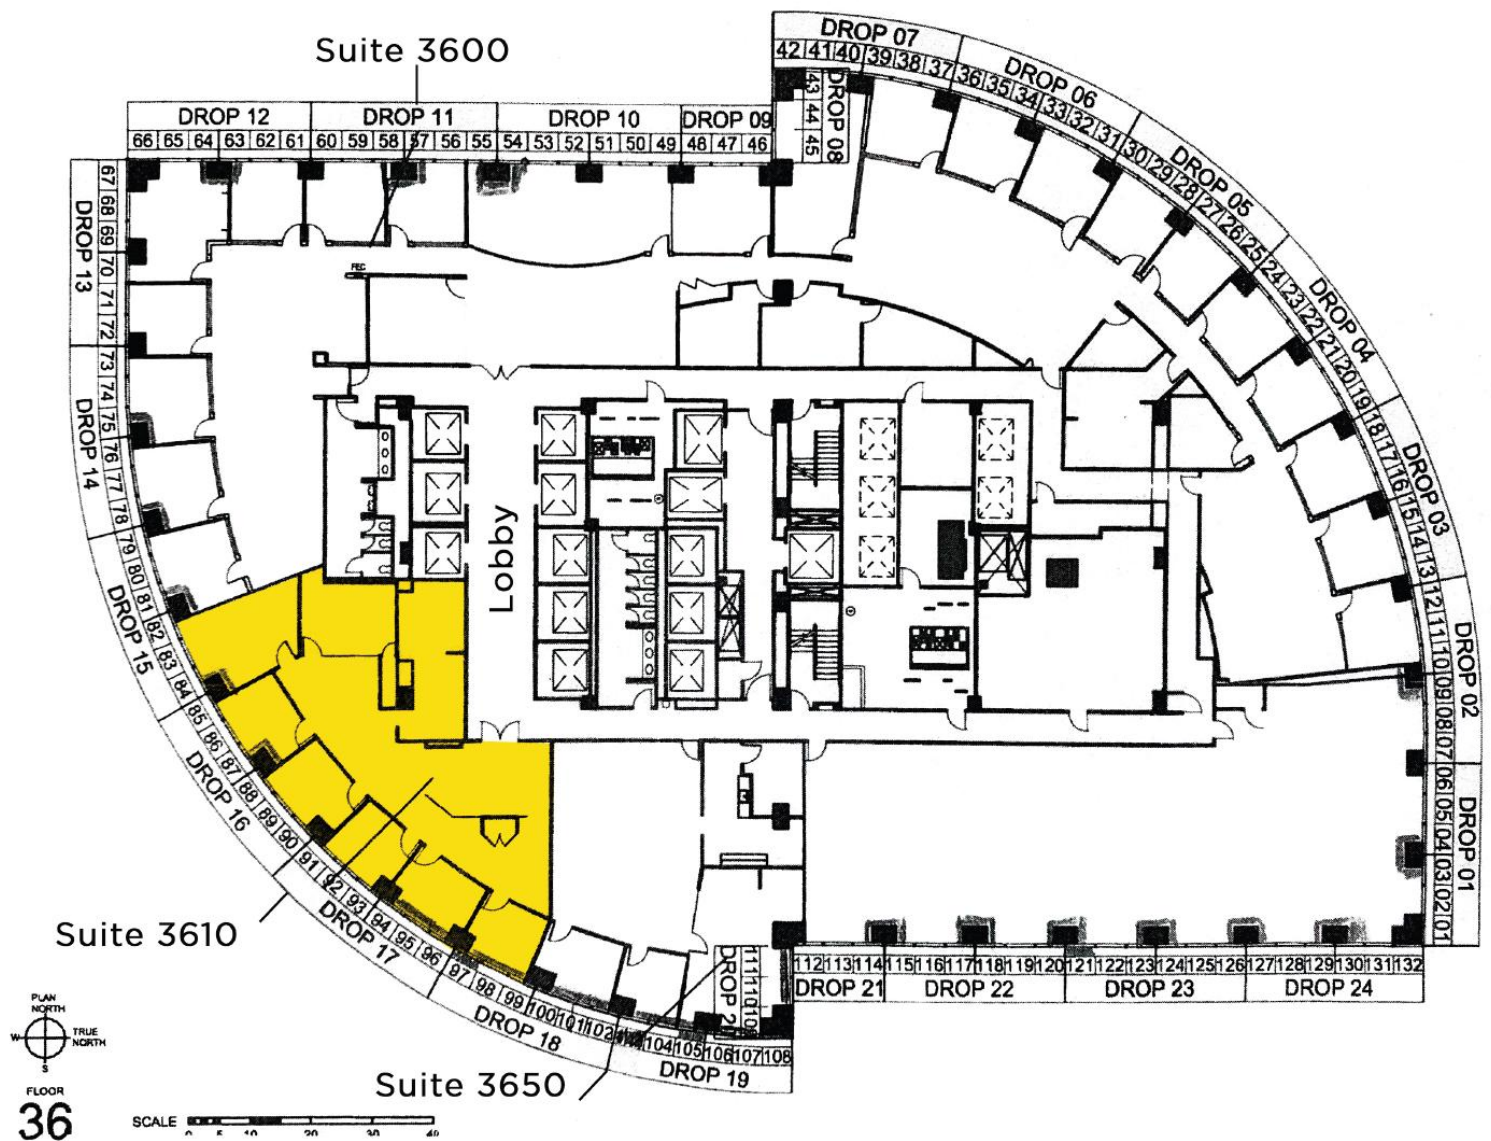 Suite 3600
DROP 07
42 41 40 39 38 37
DROP 06
36 35 34 33 32 31
DROP 08
43 44 45
DROP 12
66 65 64 63 62 61
DROP 11
60 59 58 57 56 55
DROP 10
54 53 52 51 50 49
DROP 09
48 47 46
DROP 05
30 29 28 27 26 25
DROP 04
24 23 22 21 20 19
DROP 03
18 17 16 15 14 13
DROP 02
12 11 10 09 08 07
DROP 01
06 05 04 03 02 01
DROP 13
67 68 69 70 71 72
FEC
DROP 14
73 74 75 76 77 78
Lobby
DROP 15
79 80 81 82 83 84
DROP 16
85 86 87 88 89 90
DROP 17
91 92 93 94 95 96
Suite 3610
DROP 18
97 98 99 100 101 102
DROP 19
104 105 106 107 108
111 110
DROP 21
112 113 114
DROP 22
115 116 117 118 119 120
DROP 23
121 122 123 124 125 126
DROP 24
127 128 129 130 131 132
Suite 3650
PLAN
NORTH
W
TRUE
NORTH
S
FLOOR
36
SCALE